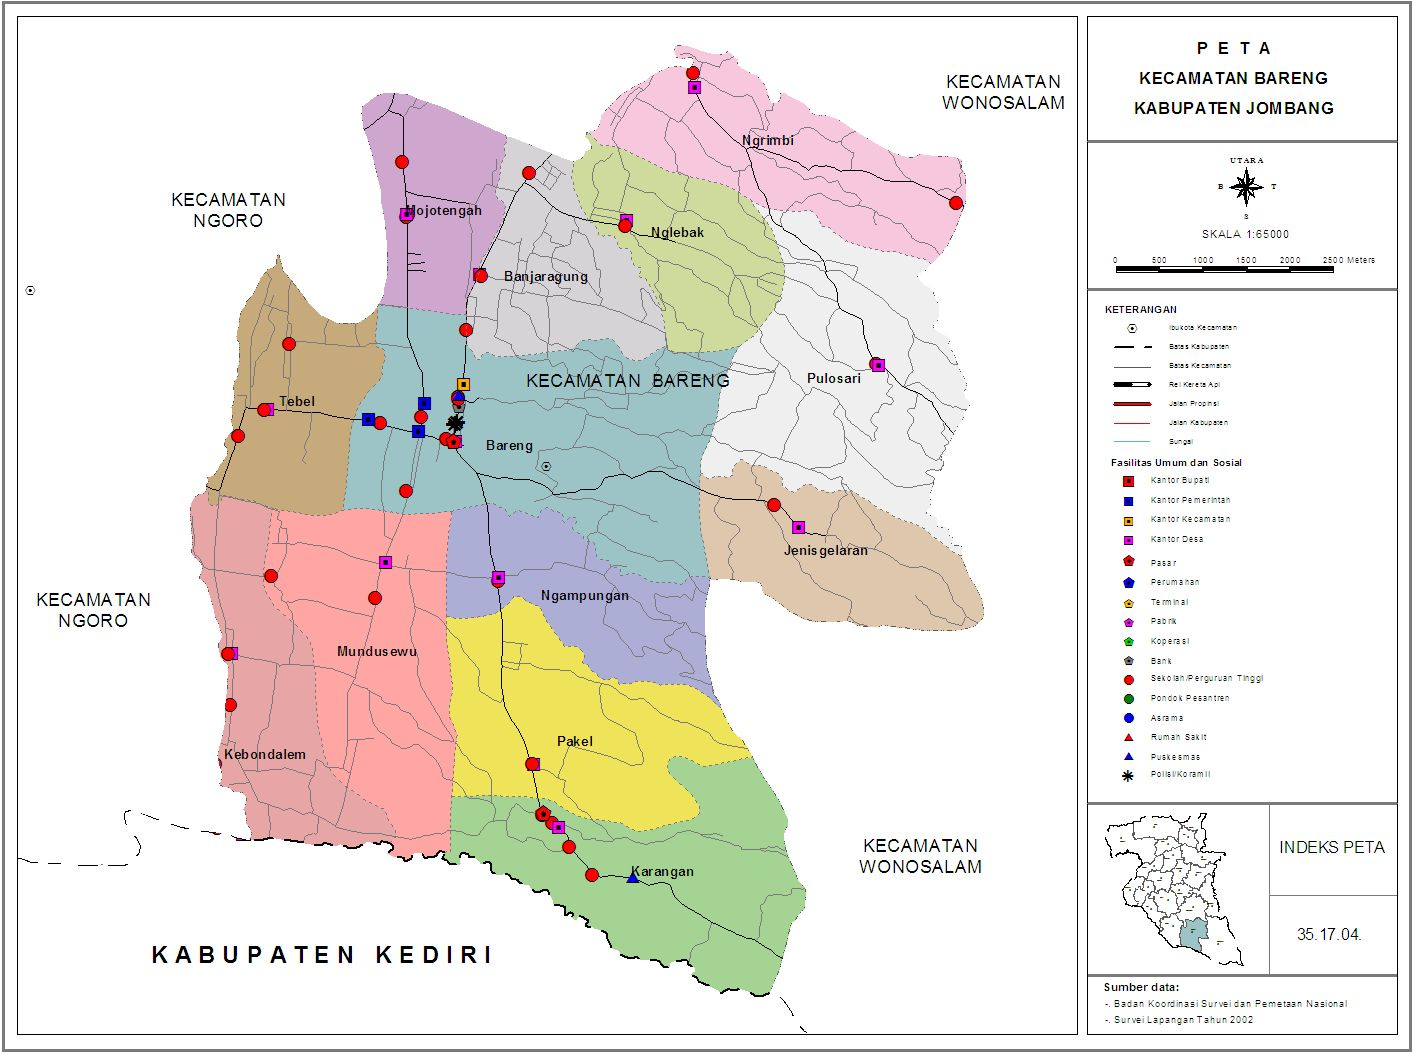 KECAMATAN
WONOSALAM
Ngrimbi
KECAMATAN
NGORO
Mojotengah
Nglebak
Banjaragung
KECAMATAN BARENG
Pulosari
Tebel
Bareng
Jenisgelaran
KECAMATAN
NGORO
Ngampungan
Mundusewu
Pakel
Kebondalem
KECAMATAN
WONOSALAM
Karangan
KABUPATEN KEDIRI
P E T A
KECAMATAN BARENG
KABUPATEN JOMBANG
UTARA
B T
S
SKALA 1:65000
0 500 1000 1500 2000 2500 Meters
KETERANGAN
Ibukota Kecamatan
Batas Kabupaten
Batas Kecamatan
Rel Kereta Api
Jalan Propinsi
Jalan Kabupaten
Sungai
Fasilitas Umum dan Sosial
Kantor Bupati
Kantor Pemerintah
Kantor Kecamatan
Kantor Desa
Pasar
Perumahan
Terminal
Pabrik
Koperasi
Bank
Sekolah/Perguruan Tinggi
Pondok Pesantren
Asrama
Rumah Sakit
Puskesmas
Polisi/Koramil
INDEKS PETA
35.17.04.
Sumber data:
-. Badan Koordinasi Survei dan Pemetaan Nasional
-. Survei Lapangan Tahun 2002